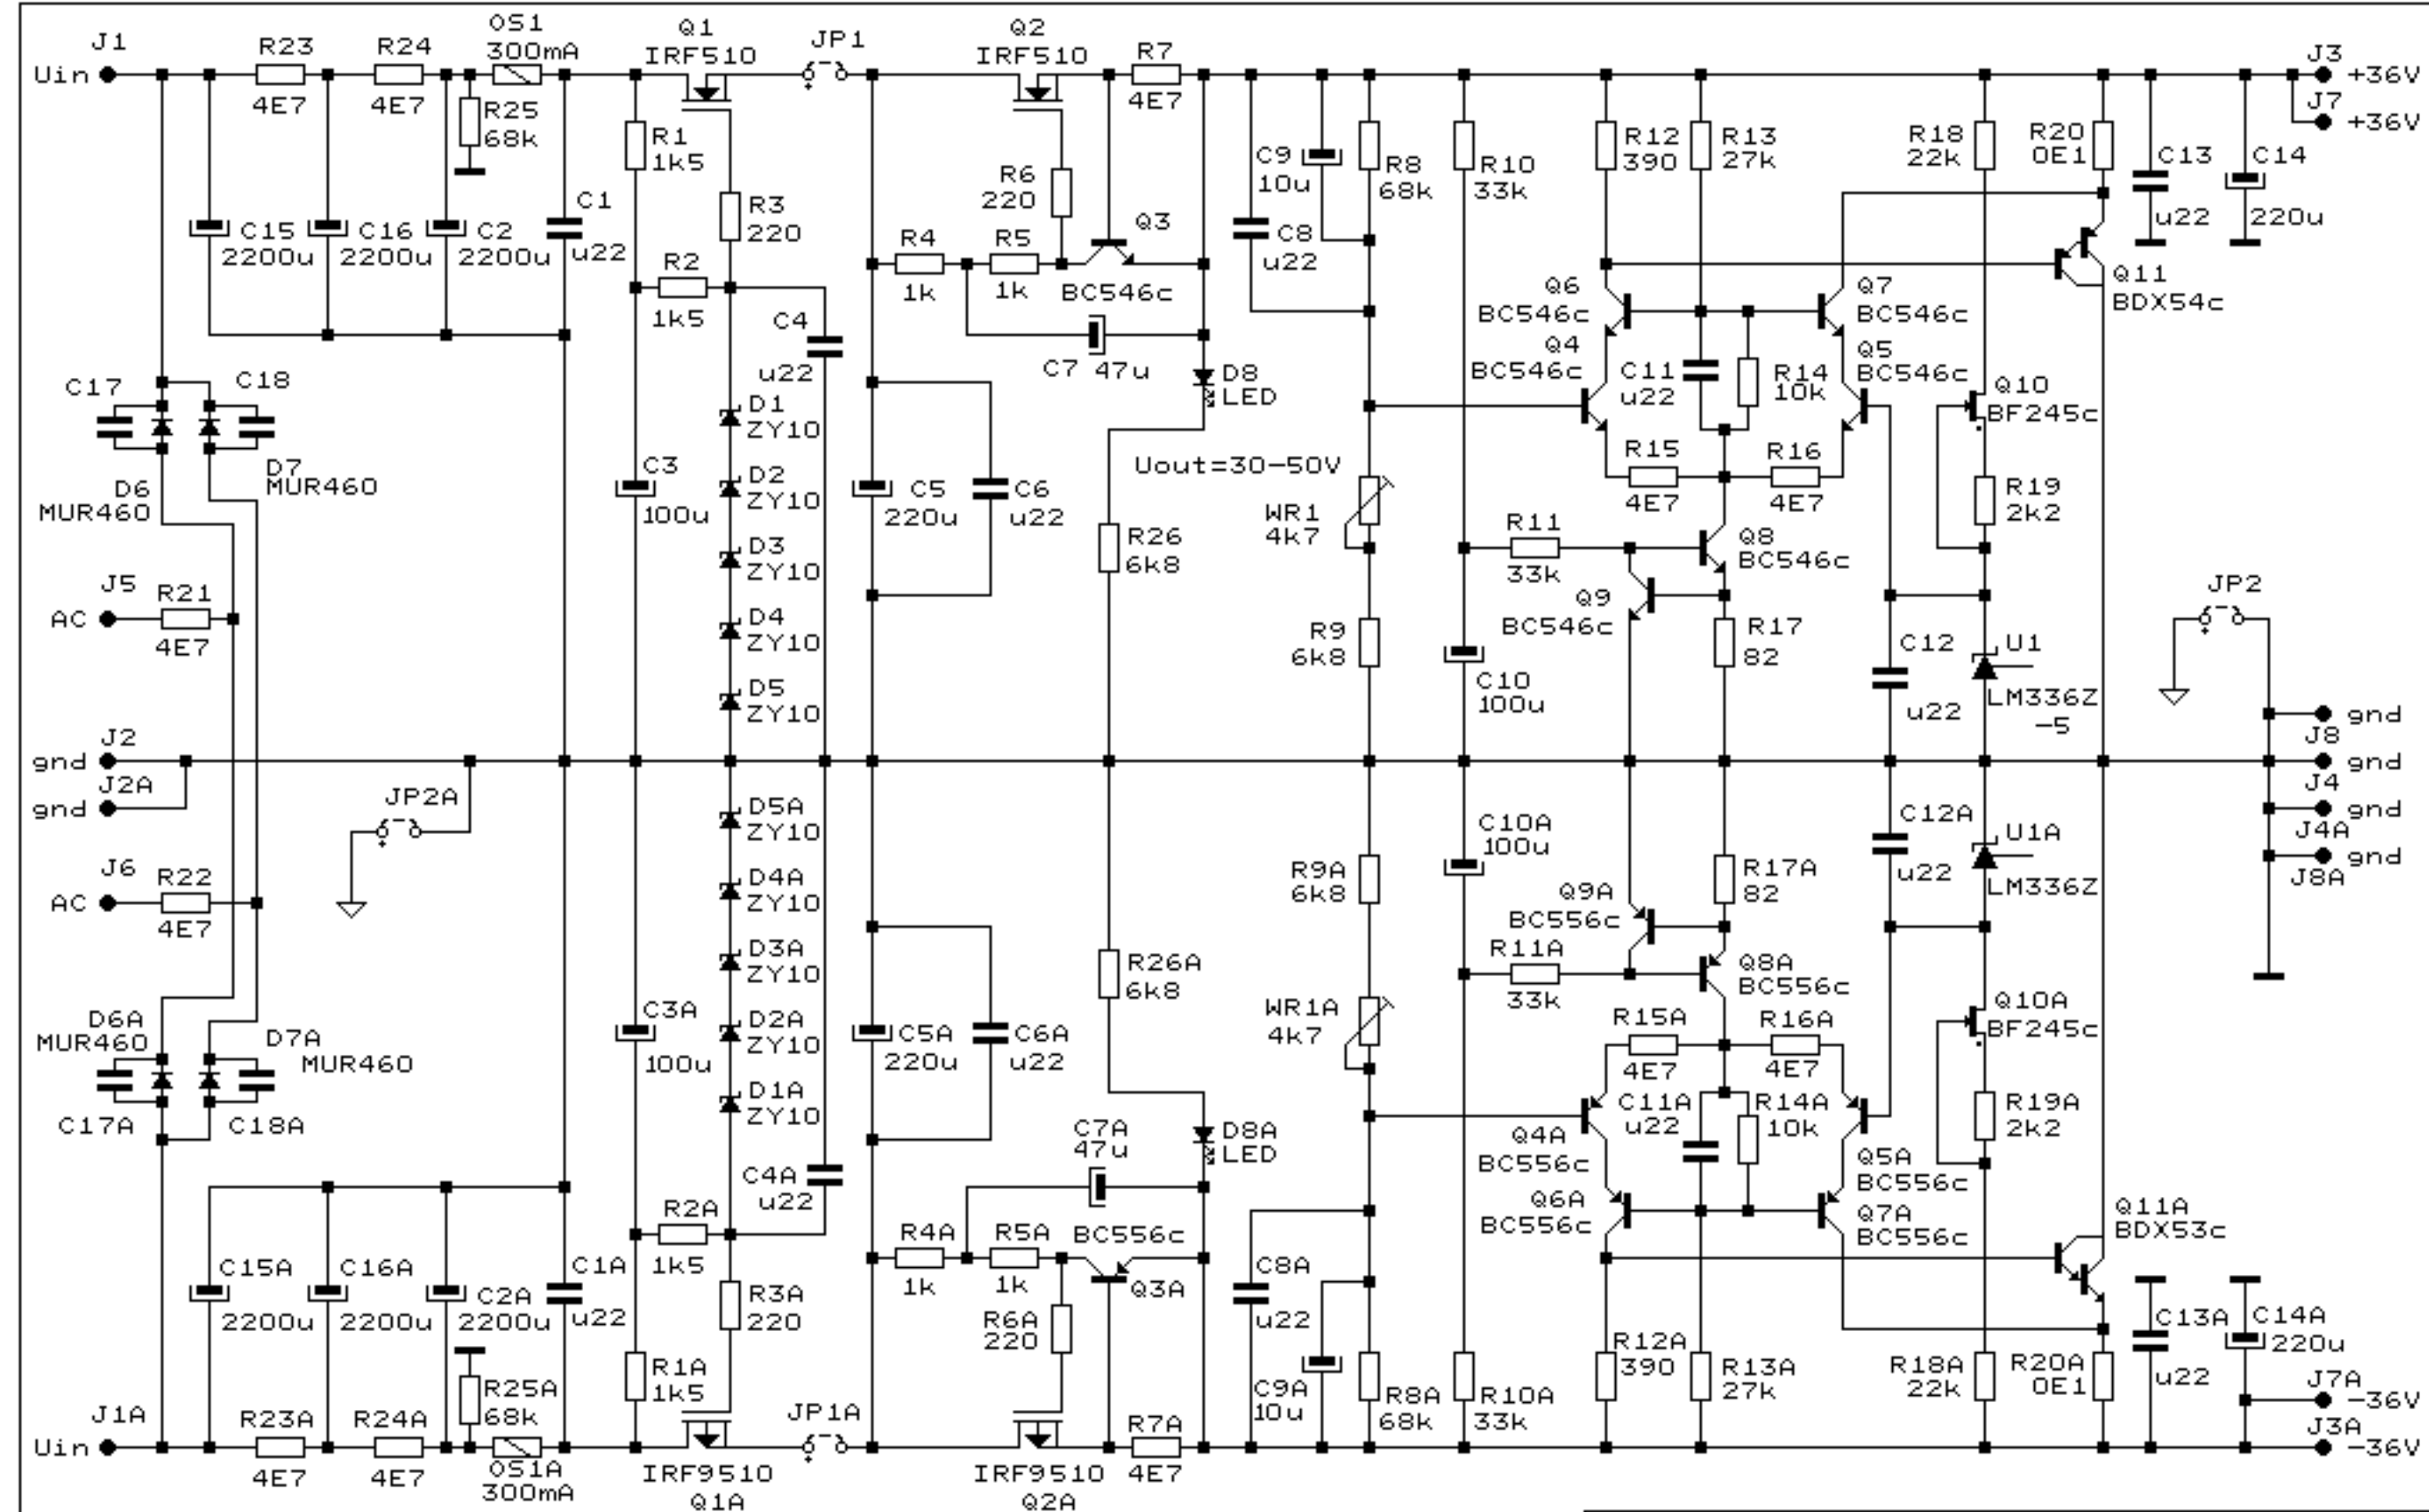 J1
Uin
R23
4E7
R24
4E7
OS1
300mA
R25
68k
Q1
IRF510
JP1
Q2
IRF510
R7
4E7
J3
+36V
J7
+36V
C15
2200u
C16
2200u
C2
2200u
C1
u22
R1
1k5
R3
220
R2
1k5
C4
u22
R6
220
Q3
BC546c
R4
1k
R5
1k
C7 47u
C9
10u
C8
u22
R8
68k
R10
33k
R12
390
R13
27k
R18
22k
R20
0E1
C13
u22
C14
220u
Q11
BDX54c
Q6
BC546c
Q7
BC546c
Q4
BC546c
C11
u22
R14
10k
Q5
BC546c
Q10
BF245c
C17
C18
D6
MUR460
D7
MUR460
D1
ZY10
D2
ZY10
D3
ZY10
D4
ZY10
D5
ZY10
C3
100u
C5
220u
C6
u22
D8
LED
Uout=30-50V
R26
6k8
WR1
4k7
R15
4E7
R16
4E7
R19
2k2
R11
33k
Q8
BC546c
Q9
BC546c
R9
6k8
R17
82
C10
100u
C12
u22
U1
LM336Z
-5
JP2
J5
AC
R21
4E7
J2
gnd
J2A
gnd
JP2A
J6
AC
R22
4E7
gnd
J8
gnd
J4
gnd
J4A
gnd
J8A
D5A
ZY10
D4A
ZY10
D3A
ZY10
D2A
ZY10
D1A
ZY10
C10A
100u
R9A
6k8
R17A
82
C12A
u22
U1A
LM336Z
Q9A
BC556c
R11A
33k
Q8A
BC556c
R26A
6k8
WR1A
4k7
R15A
4E7
R16A
4E7
Q10A
BF245c
D6A
MUR460
D7A
MUR460
C17A
C18A
C3A
100u
C5A
220u
C6A
u22
C7A
47u
D8A
LED
Q4A
BC556c
C11A
u22
R14A
10k
Q5A
BC556c
R19A
2k2
Q6A
BC556c
Q7A
BC556c
Q11A
BDX53c
C4A
u22
R2A
1k5
R4A
1k
R5A
1k
BC556c
Q3A
C15A
2200u
C16A
2200u
C2A
2200u
C1A
u22
R3A
220
R6A
220
C8A
u22
C9A
10u
R8A
68k
R10A
33k
R12A
390
R13A
27k
R18A
22k
R20A
0E1
C13A
u22
C14A
220u
J7A
-36V
J3A
-36V
J1A
Uin
R23A
4E7
R24A
4E7
R25A
68k
OS1A
300mA
R1A
1k5
IRF9510
Q1A
JP1A
IRF9510
Q2A
R7A
4E7